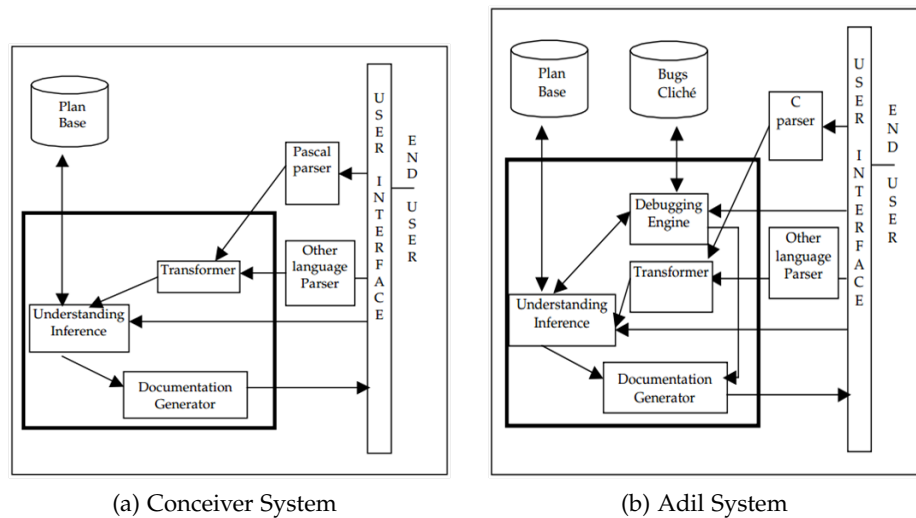 Plan
Base
Pascal
parser
Other
language
Parser
Transformer
Understanding
Inference
Documentation
Generator
USER INTERFACE
END USER
(a) Conceiver System
Plan
Base
Bugs
Cliché
C
parser
Debugging
Engine
Other
language
Parser
Transformer
Understanding
Inference
Documentation
Generator
USER INTERFACE
END USER
(b) Adil System